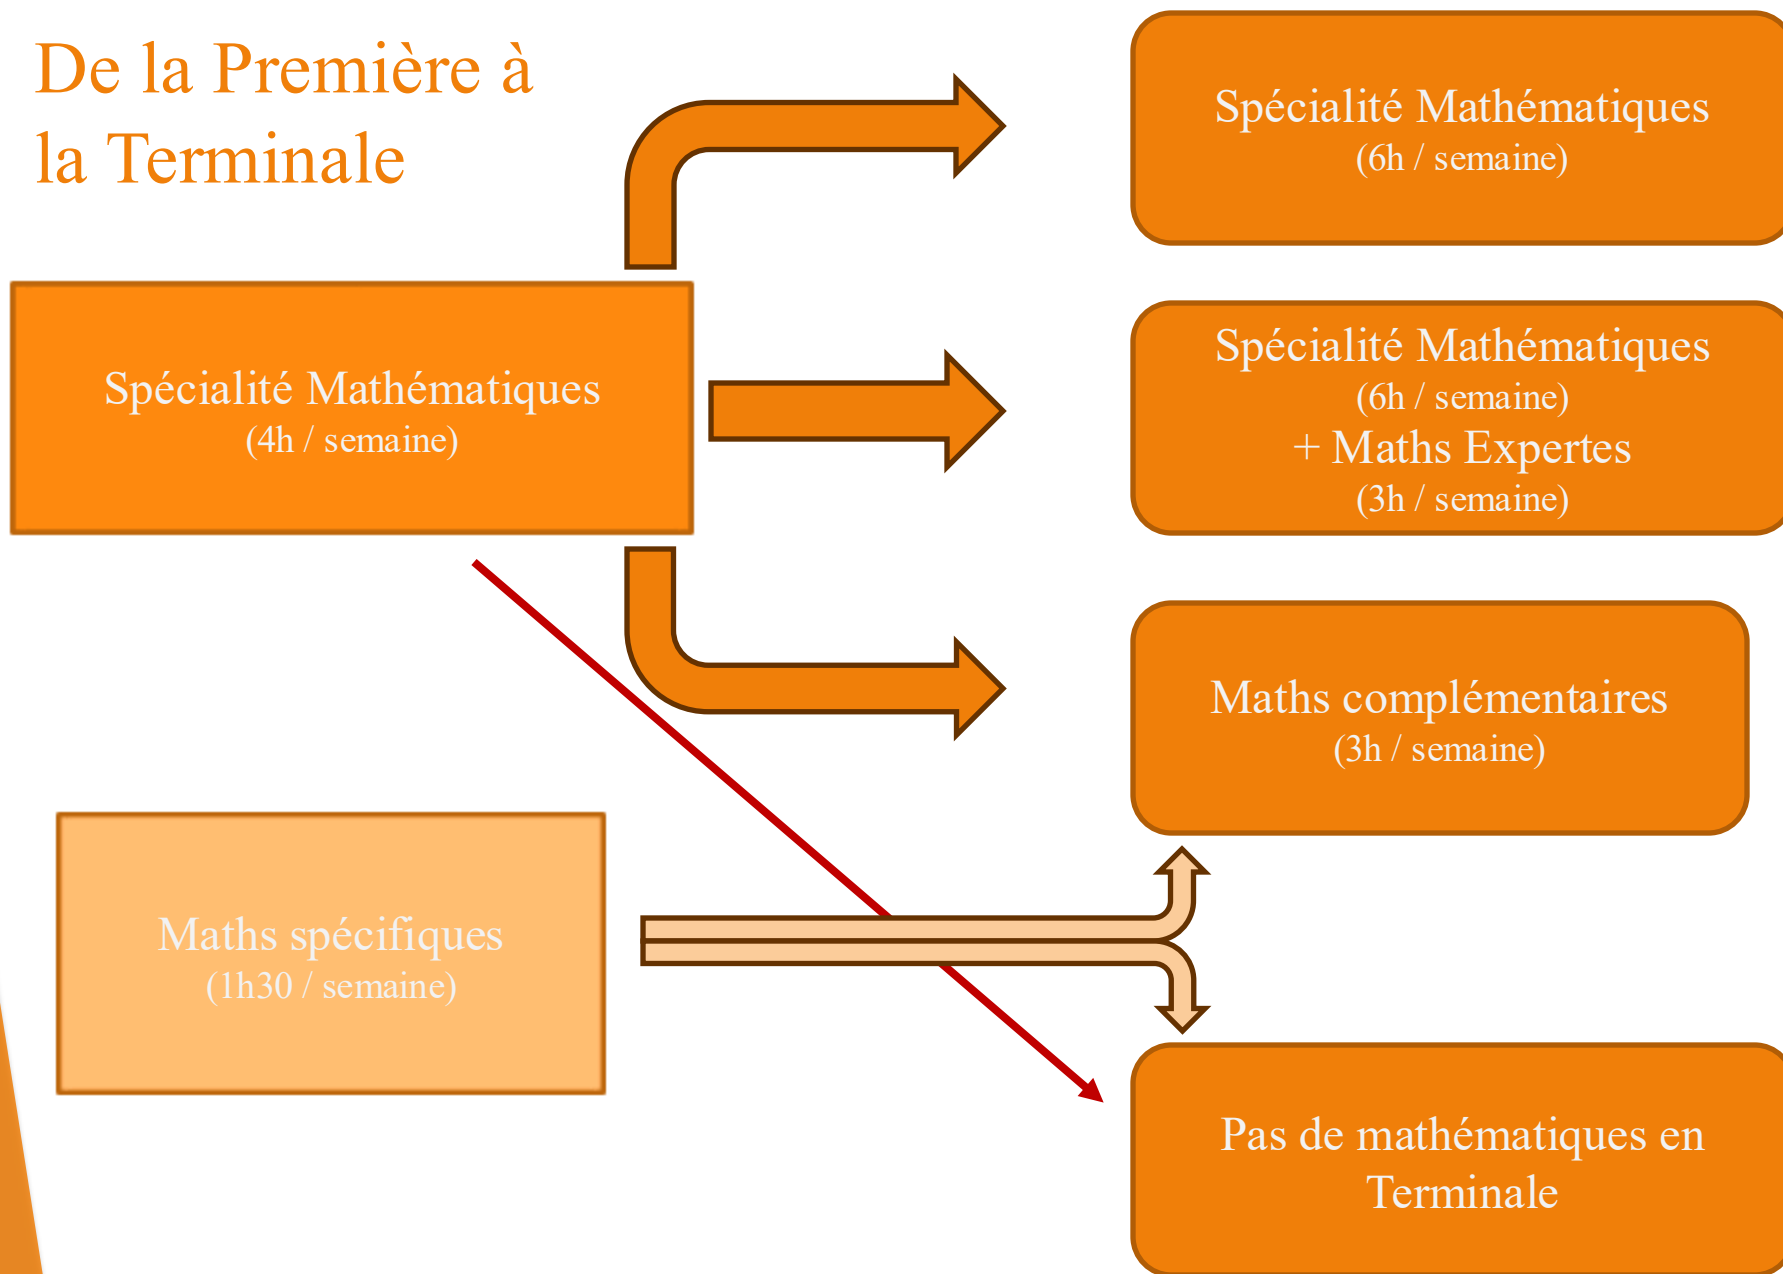 De la Première à
la Terminale
Spécialité Mathématiques
(4h / semaine)
Maths spécifiques
(1h30 / semaine)
Spécialité Mathématiques
(6h / semaine)
Spécialité Mathématiques
(6h / semaine)
+ Maths Expertes
(3h / semaine)
Maths complémentaires
(3h / semaine)
Pas de mathématiques en
Terminale